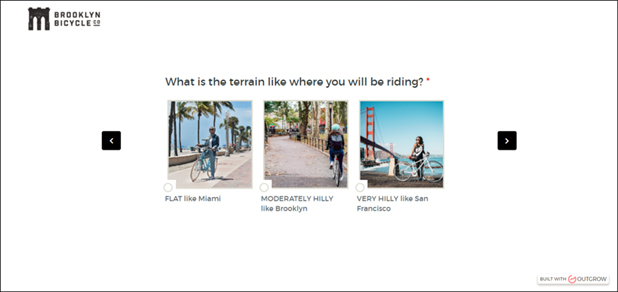 BROOKLYN
BICYCLE CO
What is the terrain like where you will be riding? *
FLAT like Miami
MODERATELY HILLY
like Brooklyn
VERY HILLY like San
Francisco
BUILT WITH OUTGROW